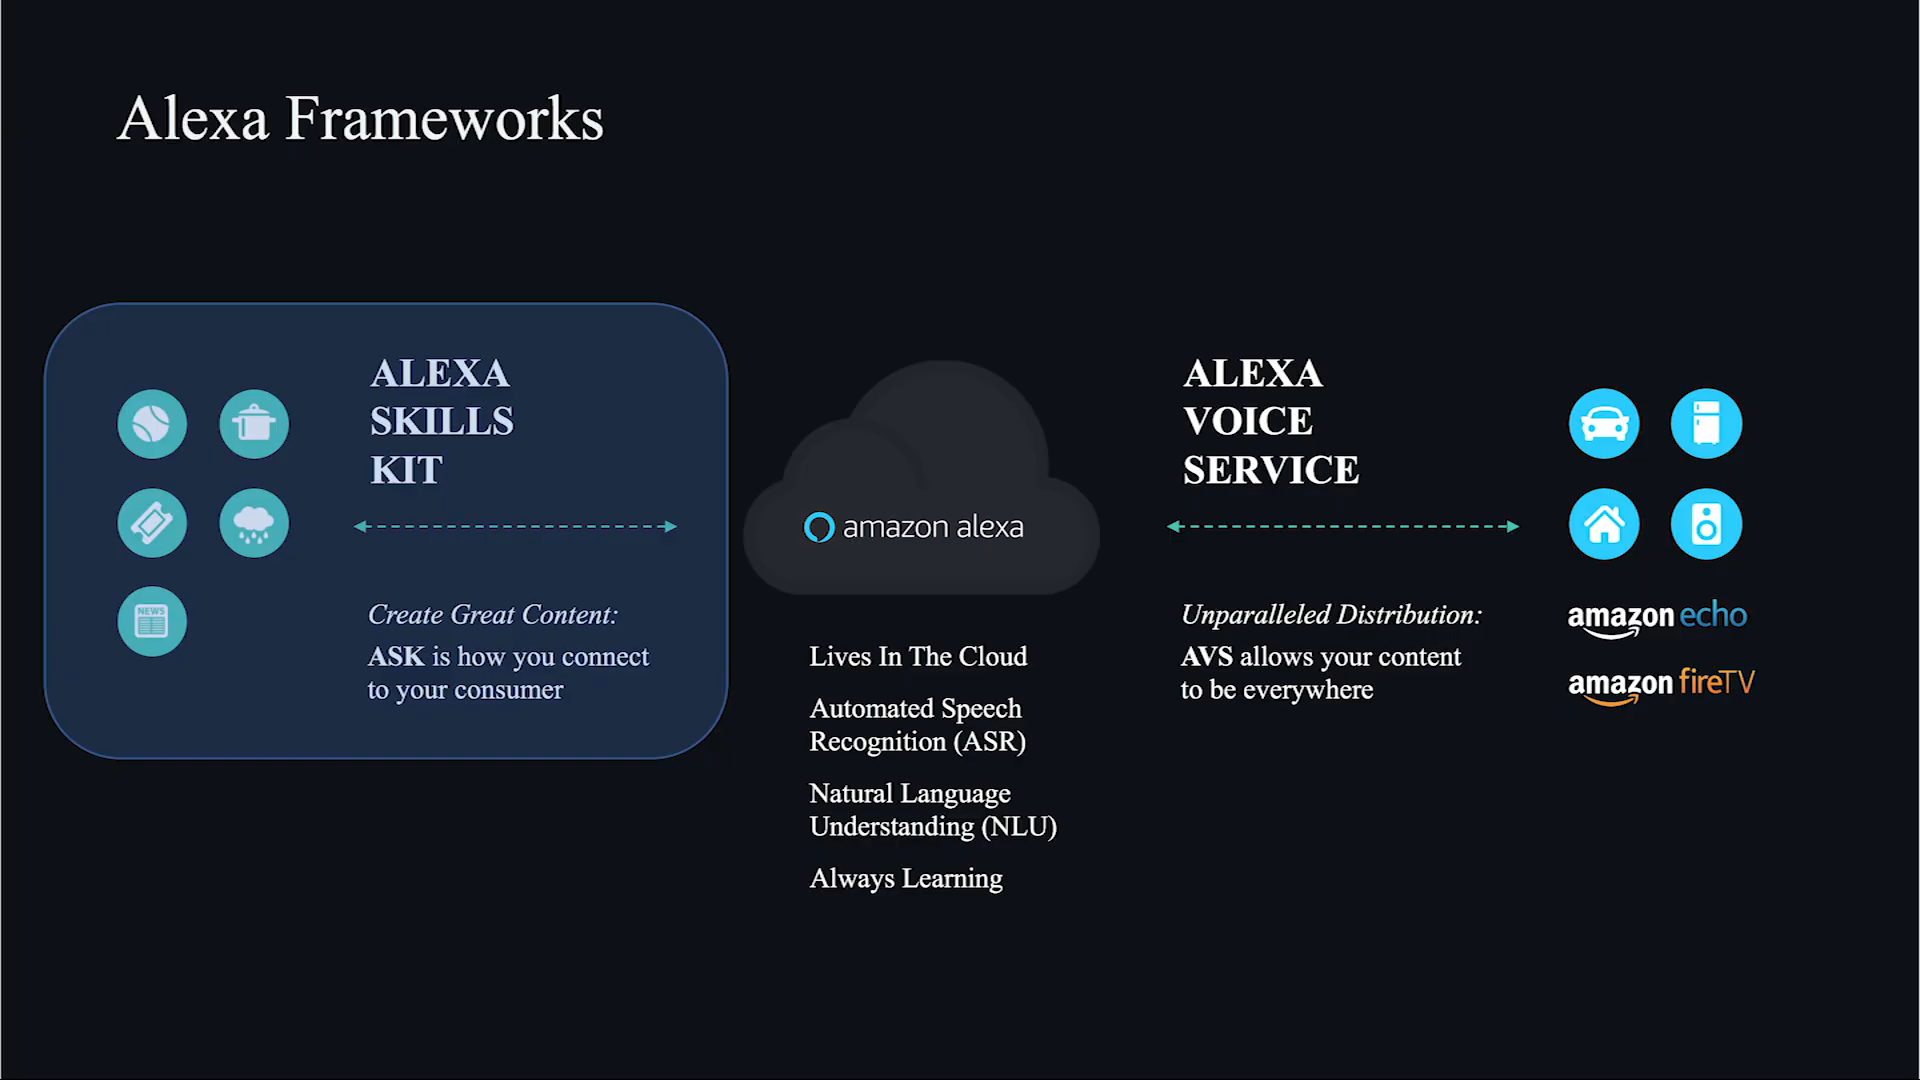 Alexa Frameworks
ALEXA
SKILLS
KIT
NEWS
Create Great Content:
ASK is how you connect
to your consumer
amazon alexa
Lives In The Cloud
Automated Speech
Recognition (ASR)
Natural Language
Understanding (NLU)
Always Learning
ALEXA
VOICE
SERVICE
Unparalleled Distribution:
AVS allows your content
to be everywhere
amazon echo
amazon fireTV